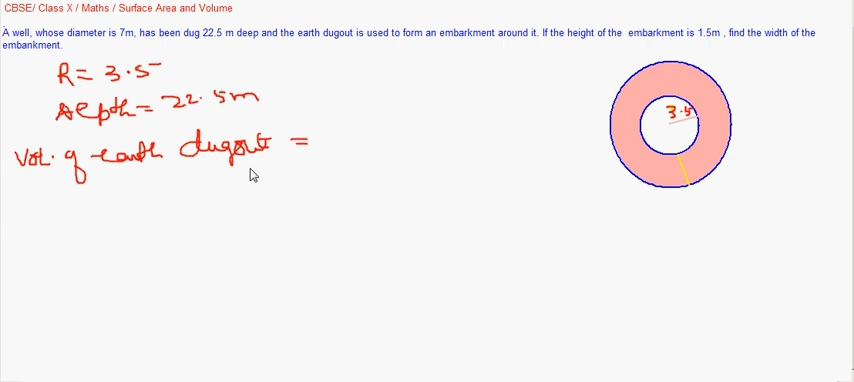 CBSE/ Class X / Maths / Surface Area and Volume
A well, whose diameter is 7m, has been dug 22.5 m deep and the earth dugout is used to form an embarkment around it. If the height of the embarkment is 1.5m , find the width of the
embankment.
R = 3.5
Depth = 22.5m
Vol. of earth dugout =
3.5